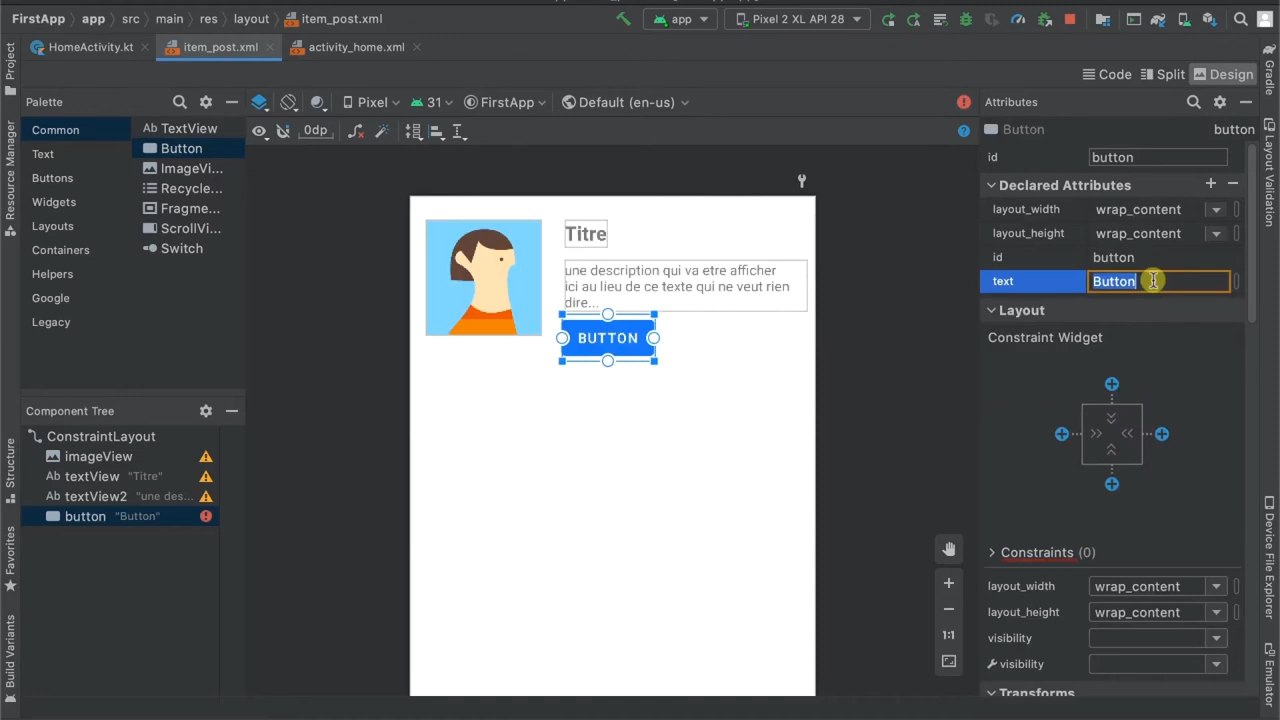 FirstApp app src main res layout item_post.xml app Pixel 2 XL API 28
HomeActivity.kt item_post.xml activity_home.xml
Code Split Design
Palette Pixel 31 FirstApp Default (en-us) Attributes
Common
Text
Buttons
Widgets
Layouts
Containers
Helpers
Google
Legacy
Ab TextView
Button
ImageVi...
Recycle...
Fragme...
ScrollVi...
Switch
0dp
Component Tree
ConstraintLayout
imageView
Ab textView "Titre"
Ab textView2 "une des...
button "Button"
Titre
une description qui va etre afficher
ici au lieu de ce texte qui ne veut rien
dire...
BUTTON
1:1
Button button
id button
Declared Attributes
layout_width wrap_content
layout_height wrap_content
id button
text Button
Layout
Constraint Widget
Constraints (0)
layout_width wrap_content
layout_height wrap_content
visibility
visibility
Transforms
Project
Resource Manager
Structure
Favorites
Build Variants
Gradle
Layout Validation
Device File Explorer
Emulator